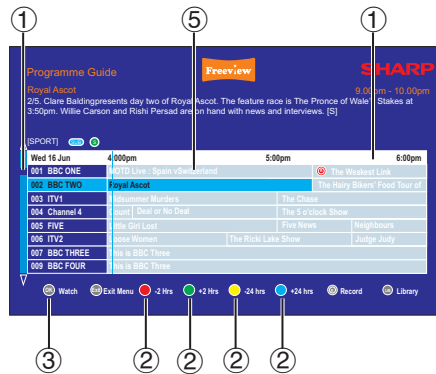 ① ⑤ ①
Programme Guide Freeview SHARP
Royal Ascot 9.00pm - 10.00pm
2/5. Clare Baldingpresents day two of Royal Ascot. The feature race is The Pronce of Wale's Stakes at
3:50pm. Willie Carson and Rishi Persad are on hand with news and interviews. [S]
[SPORT]
Wed 16 Jun 4:000pm 5:00pm 6:00pm
001 BBC ONE MOTD Live : Spain vSwitzerland The Weakest Link
002 BBC TWO Royal Ascot The Hairy Bikers' Food Tour of
003 ITV1 Midsummer Murders The Chase
004 Channel 4 Count Deal or No Deal The 5 o'clock Show
005 FIVE Little Girl Lost Five News Neighbours
006 ITV2 Loose Women The Ricki Lake Show Judge Judy
007 BBC THREE This is BBC Three
009 BBC FOUR This is BBC Three
OK Watch Exit Exit Menu -2 Hrs +2 Hrs -24 hrs +24 hrs Record Library
③ ② ② ② ②